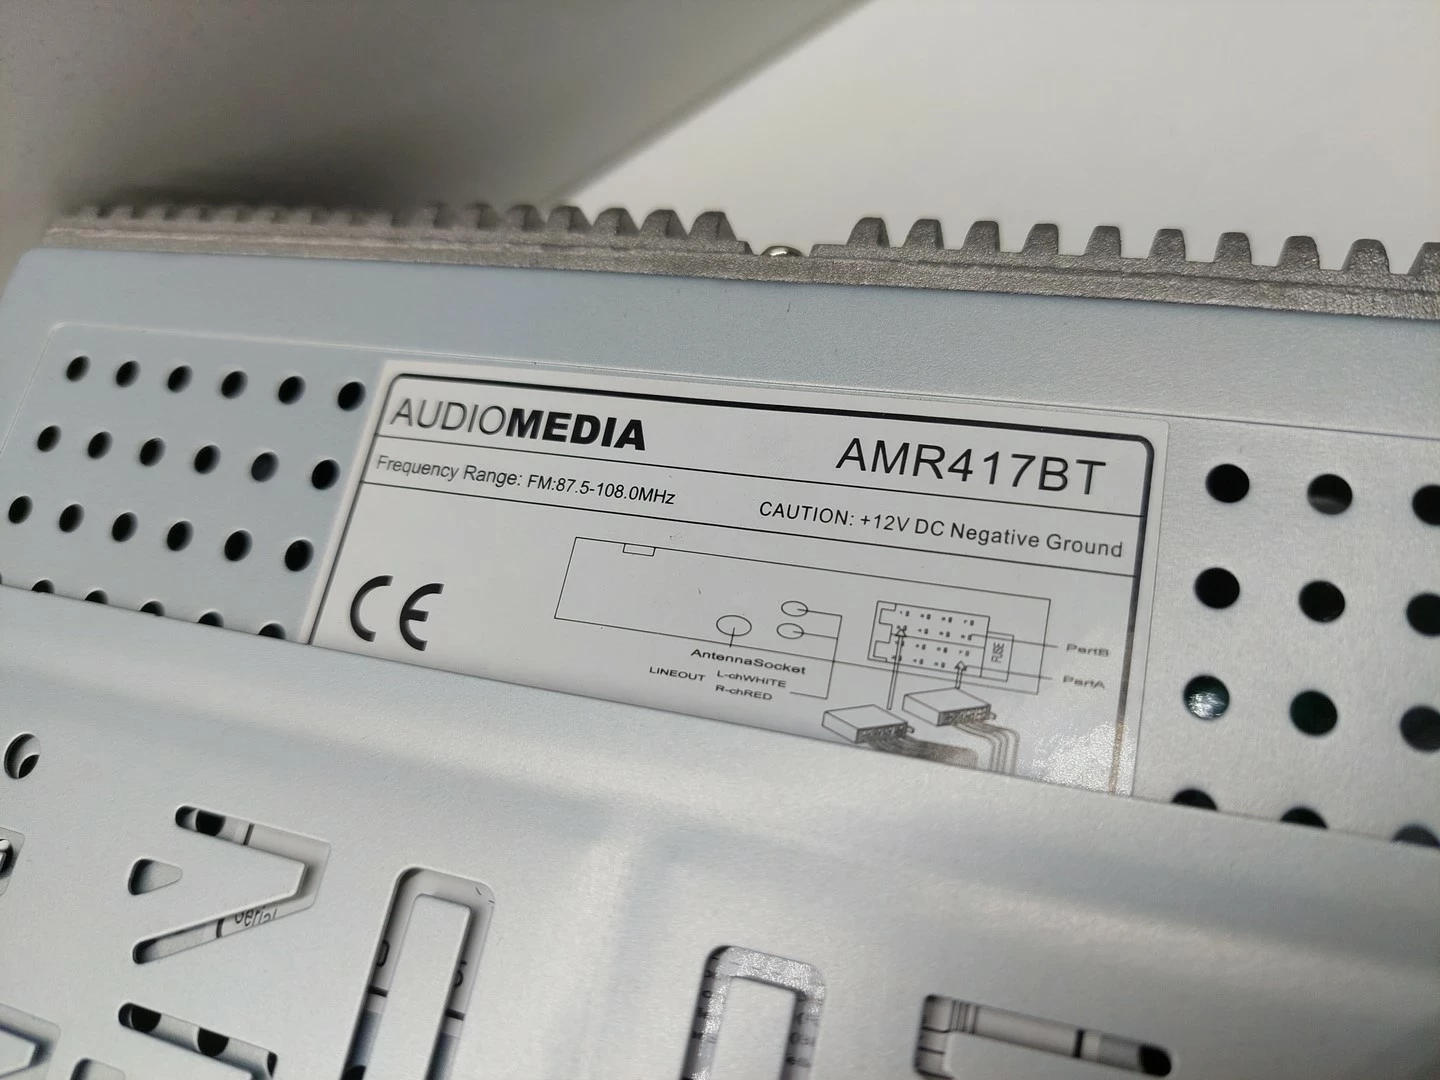 AUDIOMEDIA
AMR417BT
Frequency Range: FM:87.5-108.0MHz
CAUTION: +12V DC Negative Ground
CE
AntennaSocket
LINEOUT
L-chWHITE
R-chRED
FUSE
PartB
PartA
Serial